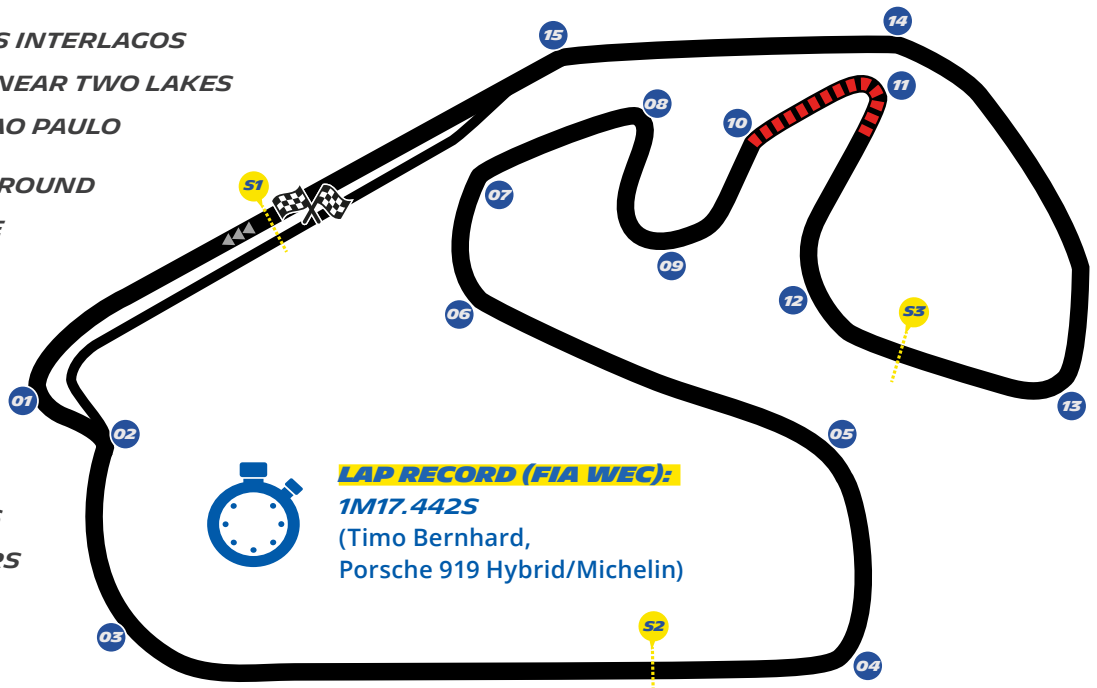 S INTERLAGOS
NEAR TWO LAKES
AO PAULO
ROUND
E
RS
15
14
11
08
10
S1
07
09
06
12
S3
01
02
05
13
LAP RECORD (FIA WEC):
1M17.442S
(Timo Bernhard,
Porsche 919 Hybrid/Michelin)
03
S2
04